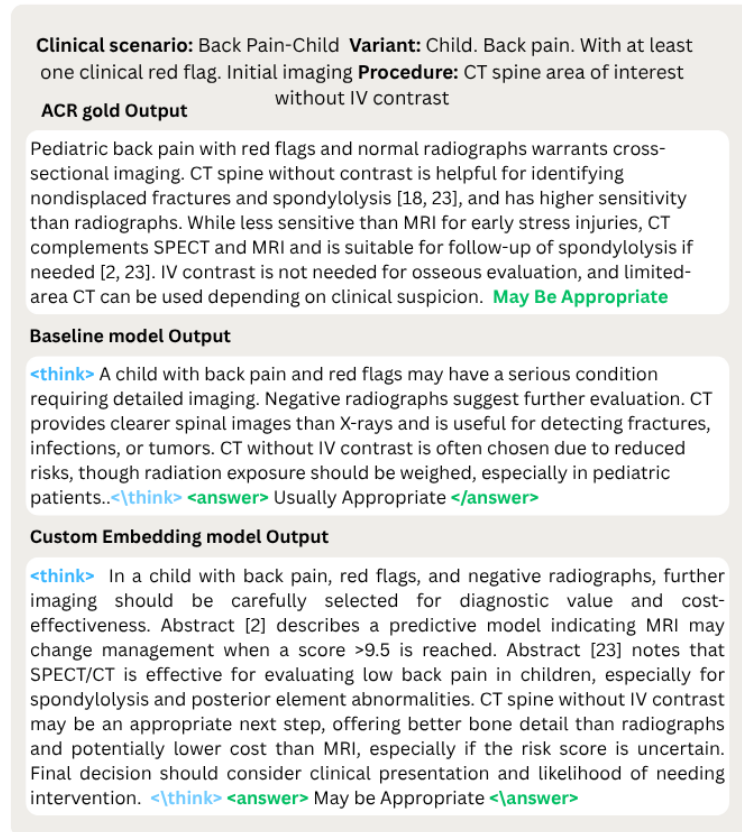 Clinical scenario: Back Pain-Child Variant: Child. Back pain. With at least
one clinical red flag. Initial imaging Procedure: CT spine area of interest
without IV contrast
ACR gold Output
Pediatric back pain with red flags and normal radiographs warrants cross-
sectional imaging. CT spine without contrast is helpful for identifying
nondisplaced fractures and spondylolysis [18, 23], and has higher sensitivity
than radiographs. While less sensitive than MRI for early stress injuries, CT
complements SPECT and MRI and is suitable for follow-up of spondylolysis if
needed [2, 23]. IV contrast is not needed for osseous evaluation, and limited-
area CT can be used depending on clinical suspicion. May Be Appropriate
Baseline model Output
<think> A child with back pain and red flags may have a serious condition
requiring detailed imaging. Negative radiographs suggest further evaluation. CT
provides clearer spinal images than X-rays and is useful for detecting fractures,
infections, or tumors. CT without IV contrast is often chosen due to reduced
risks, though radiation exposure should be weighed, especially in pediatric
patients..<\think> <answer> Usually Appropriate </answer>
Custom Embedding model Output
<think> In a child with back pain, red flags, and negative radiographs, further
imaging should be carefully selected for diagnostic value and cost-
effectiveness. Abstract [2] describes a predictive model indicating MRI may
change management when a score >9.5 is reached. Abstract [23] notes that
SPECT/CT is effective for evaluating low back pain in children, especially for
spondylolysis and posterior element abnormalities. CT spine without IV contrast
may be an appropriate next step, offering better bone detail than radiographs
and potentially lower cost than MRI, especially if the risk score is uncertain.
Final decision should consider clinical presentation and likelihood of needing
intervention. <\think> <answer> May be Appropriate <\answer>